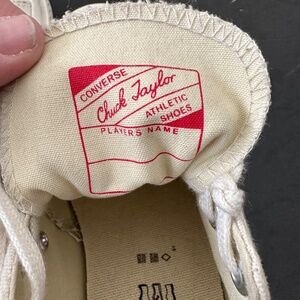 CONVERSE
Chuck Taylor
ATHLETIC
SHOES
PLAYERS NAME